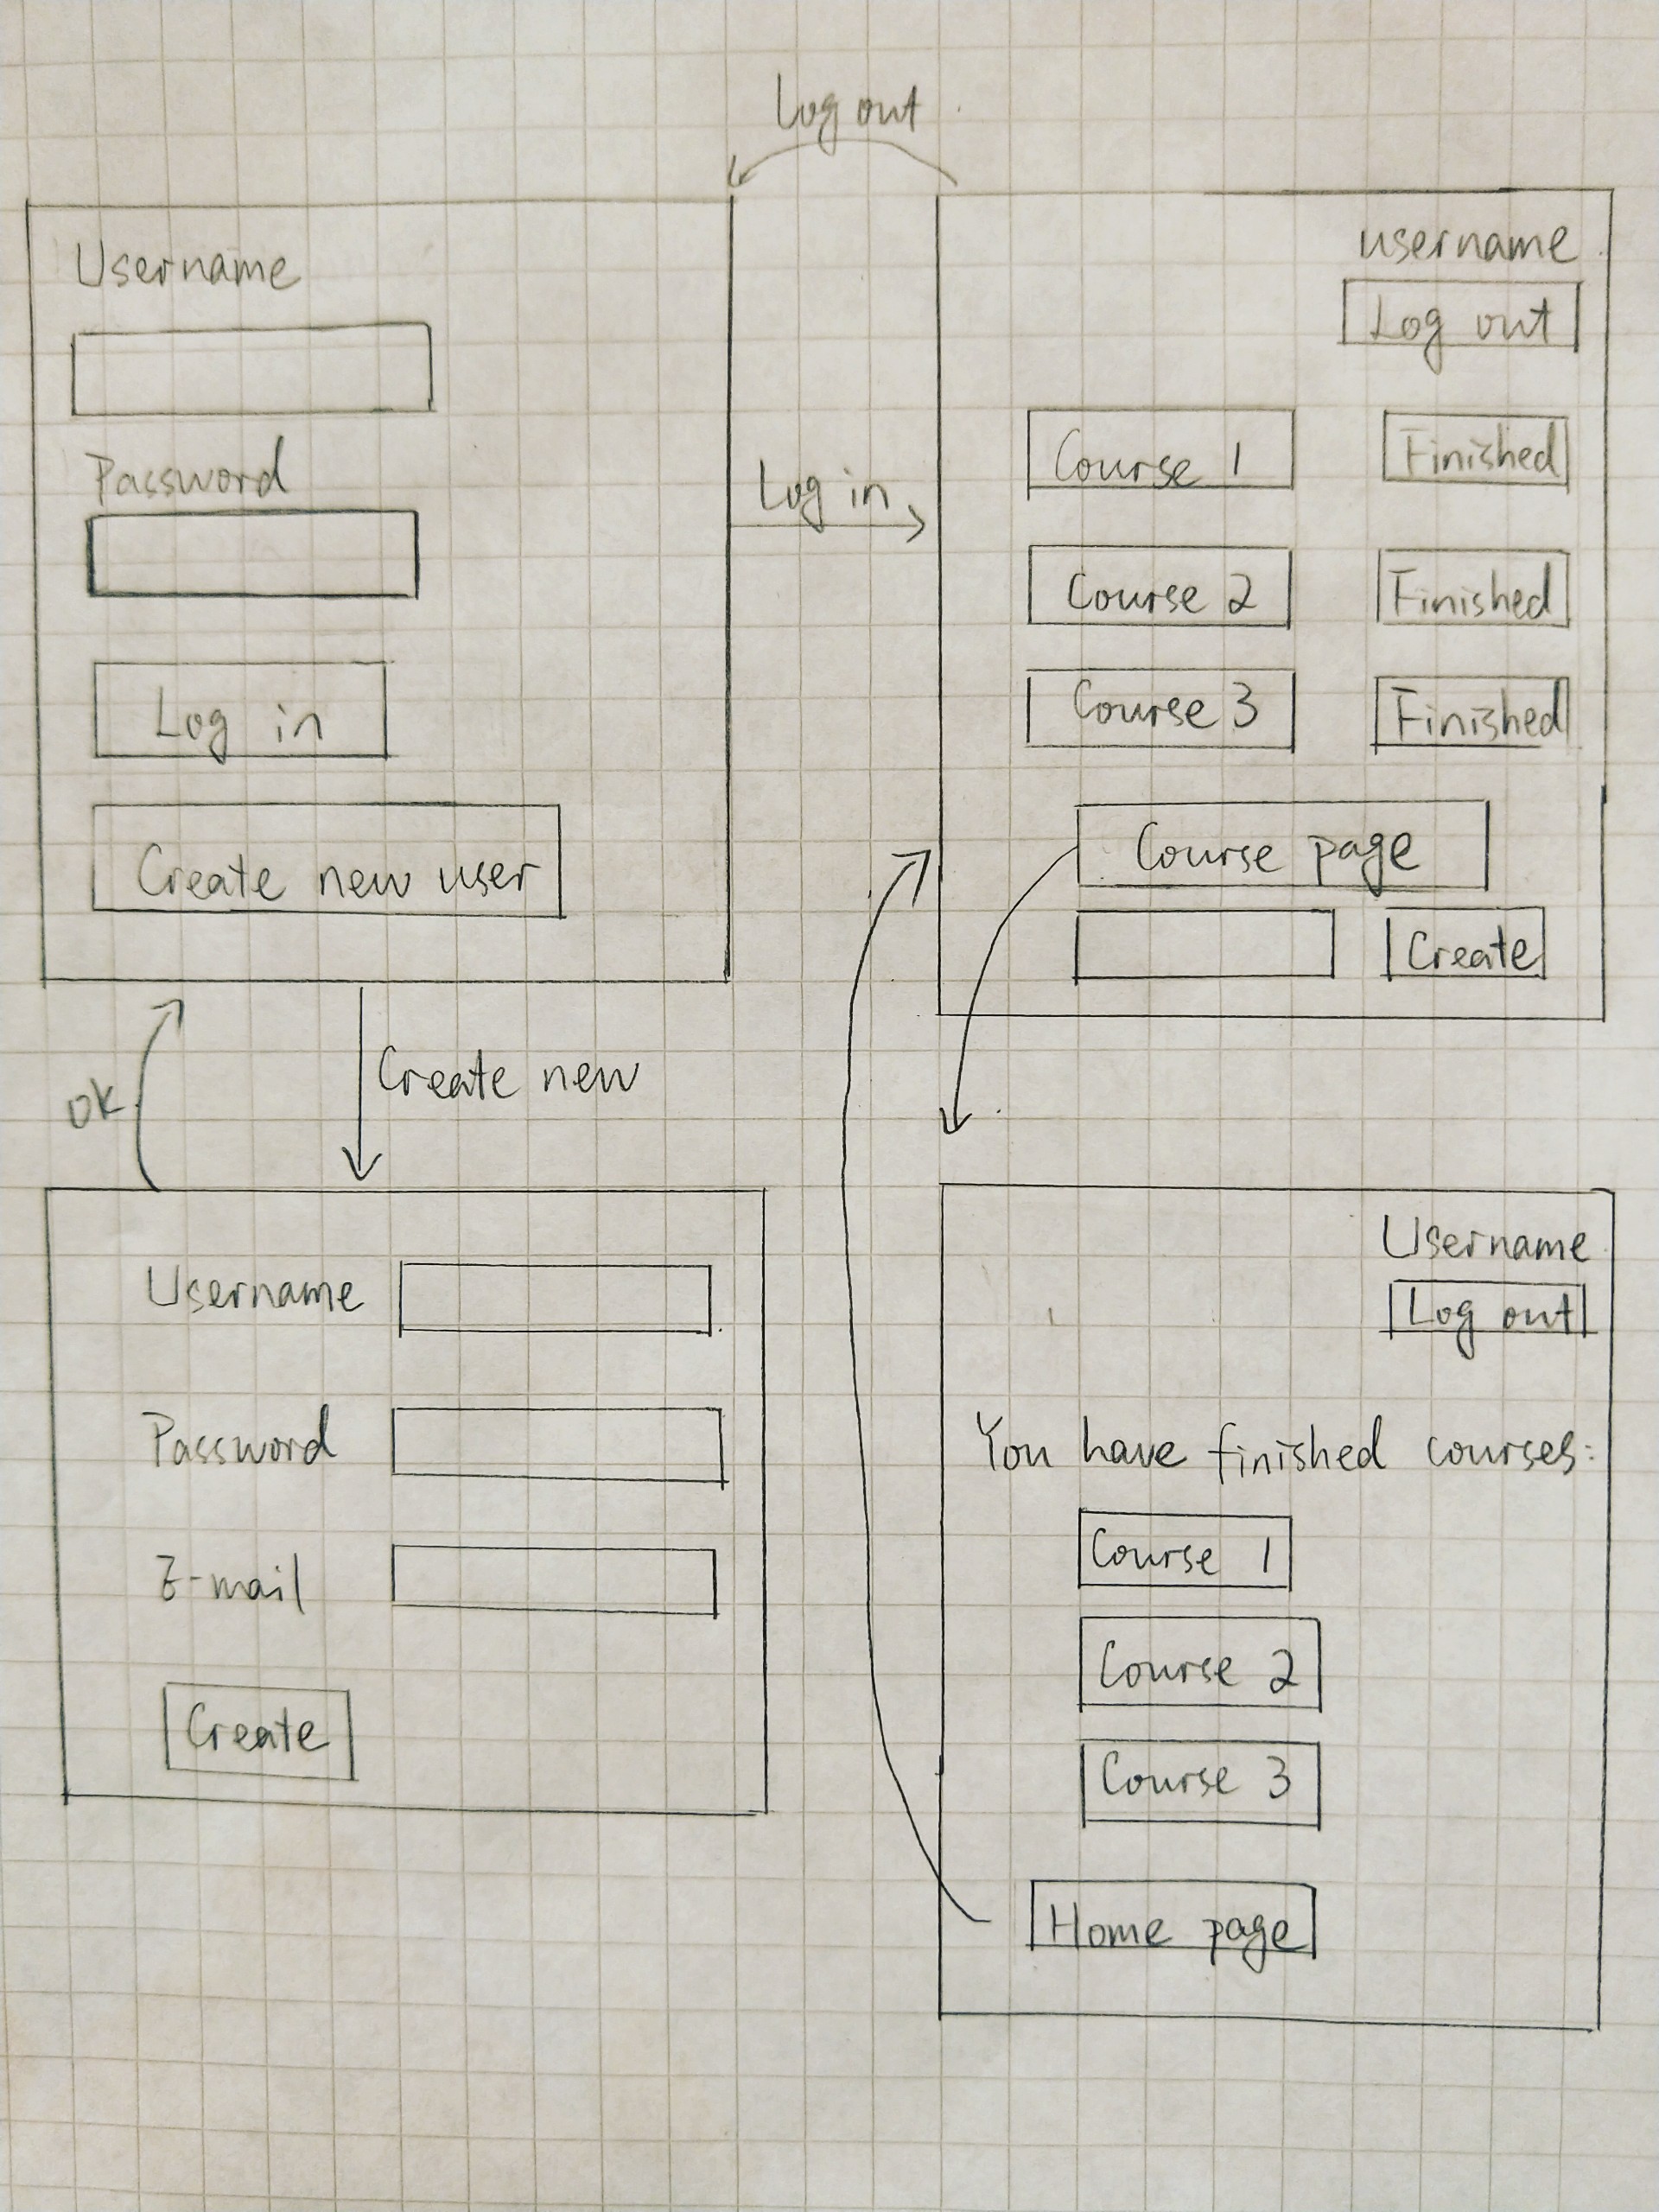 Log out
Username
Password
Log in
Create new user
Log in
username
Log out
Course 1 Finished
Course 2 Finished
Course 3 Finished
Course page
Create
ok
Create new
Username
Password
E-mail
Create
Username
Log out
You have finished courses:
Course 1
Course 2
Course 3
Home page